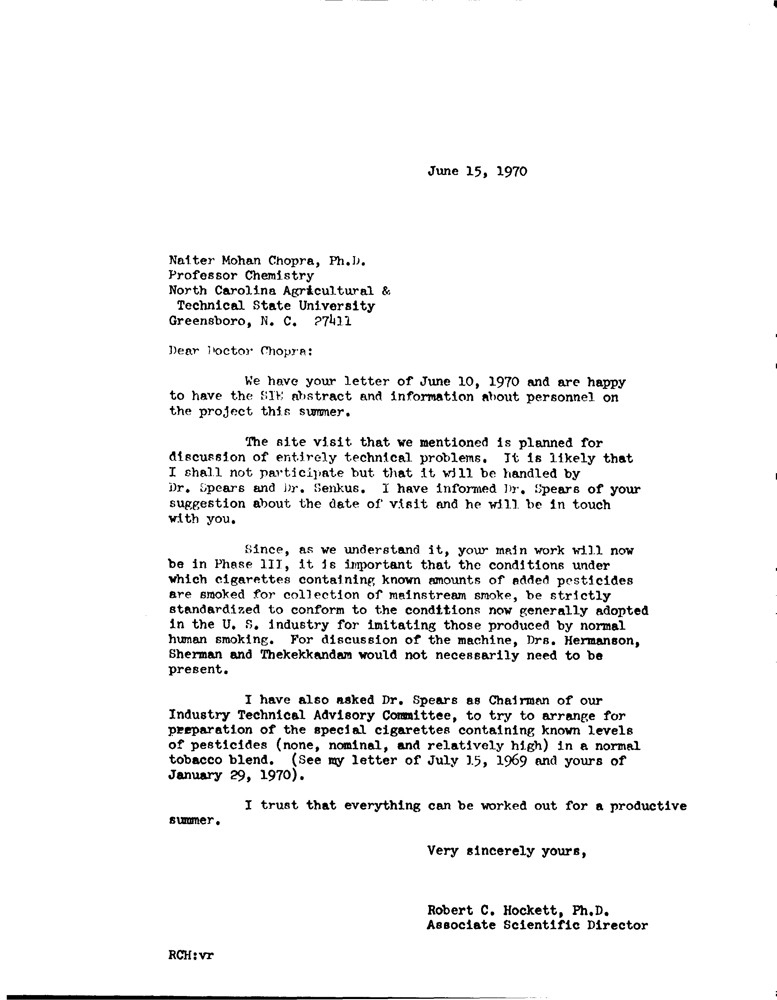 June 15, 1970
Naiter Mohan Chopra, Ph.D.
Professor Chemistry
North Carolina Agricultural &
Technical State University
Greensboro, N. C. 27411
Dear Doctor Chopra:
We have your letter of June 10, 1970 and are happy
to have the SIE abstract and information about personnel on
the project this summer.
The site visit that we mentioned is planned for
discussion of entirely technical problems. It is likely that
I shall not participate but that it will be handled by
Dr. Spears and Dr. Senkus. I have informed Dr. Spears of your
suggestion about the date of visit and he will be in touch
with you.
Since, as we understand it, your main work will now
be in Phase III, it is important that the conditions under
which cigarettes containing known amounts of added pesticides
are smoked for collection of mainstream smoke, be strictly
standardized to conform to the conditions now generally adopted
in the U. S. industry for imitating those produced by normal
human smoking. For discussion of the machine, Drs. Hermanson,
Sherman and Thekekkandam would not necessarily need to be
present.
I have also asked Dr. Spears as Chairman of our
Industry Technical Advisory Committee, to try to arrange for
preparation of the special cigarettes containing known levels
of pesticides (none, nominal, and relatively high) in a normal
tobacco blend. (See my letter of July 15, 1969 and yours of
January 29, 1970).
I trust that everything can be worked out for a productive
summer.
Very sincerely yours,
Robert C. Hockett, Ph.D.
Associate Scientific Director
RCH:vr